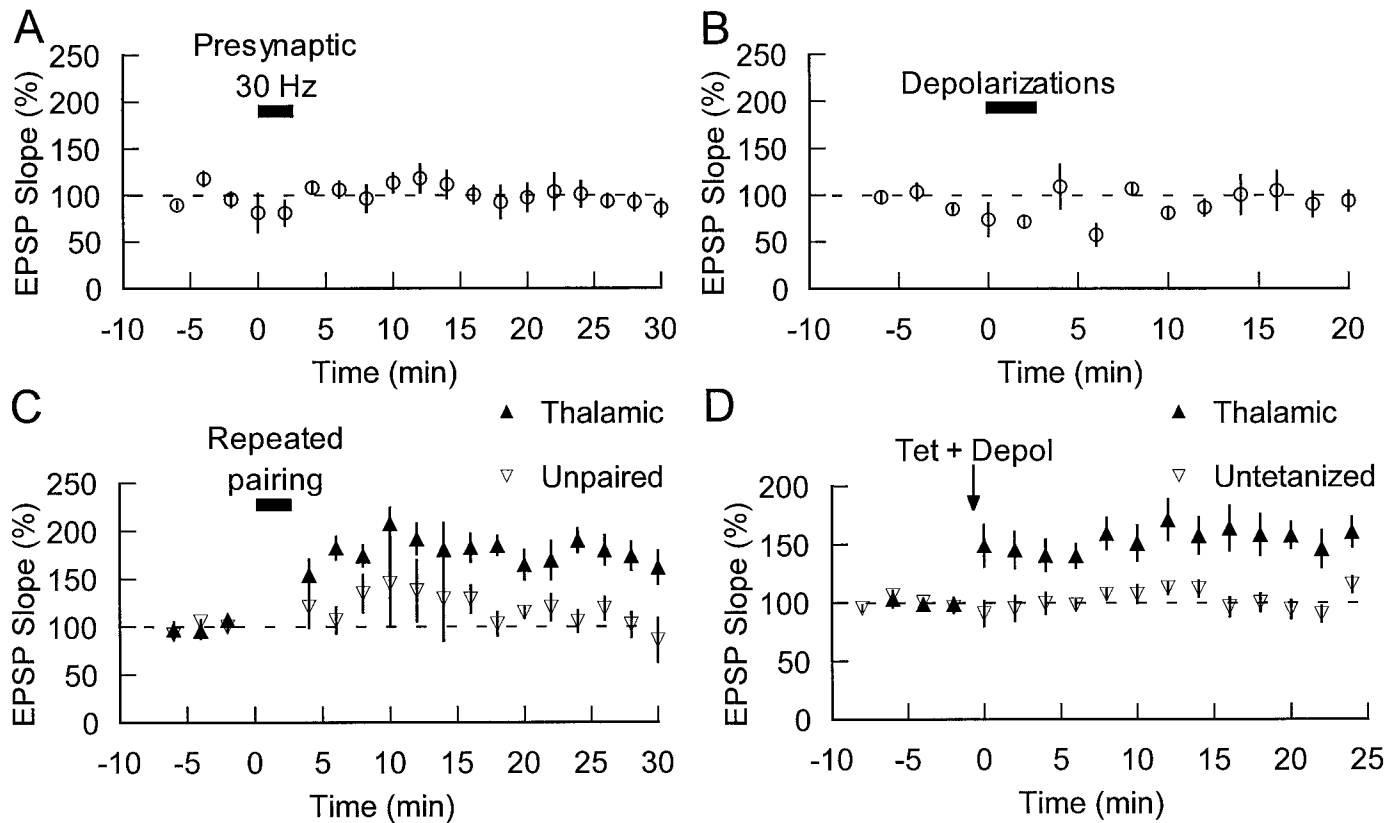 A
Presynaptic
30 Hz
EPSP Slope (%)
250
200
150
100
50
0
-10 -5 0 5 10 15 20 25 30
Time (min)
B
Depolarizations
EPSP Slope (%)
250
200
150
100
50
0
-10 -5 0 5 10 15 20
Time (min)
C
Repeated
pairing
Thalamic
Unpaired
EPSP Slope (%)
250
200
150
100
50
0
-10 -5 0 5 10 15 20 25 30
Time (min)
D
Tet + Depol
Thalamic
Untetanized
EPSP Slope (%)
200
150
100
50
0
-10 -5 0 5 10 15 20 25
Time (min)